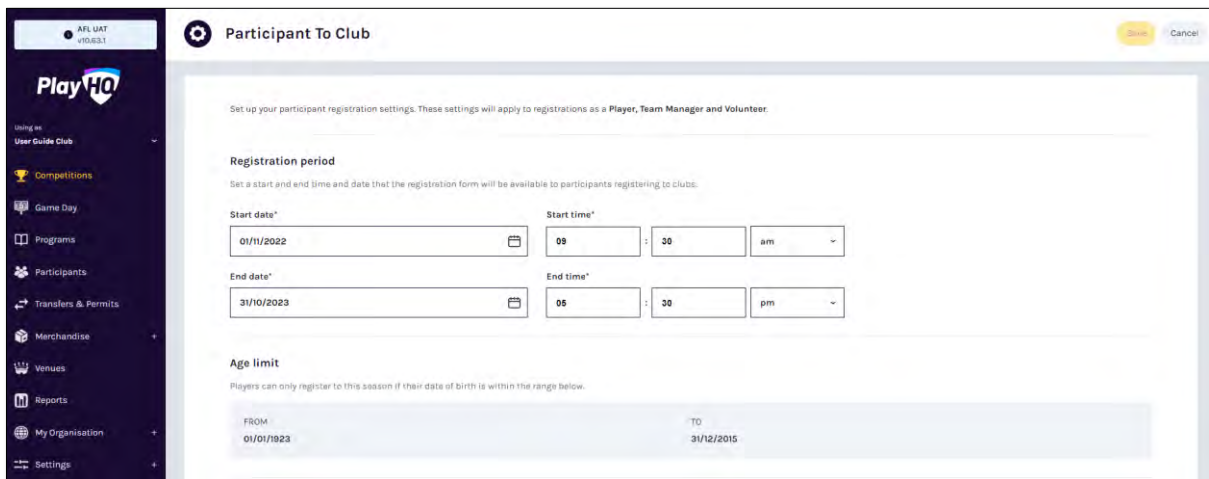 AFL UAT
v10.63.1
Participant To Club
Save
Cancel
PlayHQ
Using as
User Guide Club
Competitions
Game Day
Programs
Participants
Transfers & Permits
Merchandise +
Venues
Reports
My Organisation +
Settings +
Set up your participant registration settings. These settings will apply to registrations as a Player, Team Manager and Volunteer.
Registration period
Set a start and end time and date that the registration form will be available to participants registering to clubs.
Start date* Start time*
01/11/2022 09 : 30 am
End date* End time*
31/10/2023 05 : 30 pm
Age limit
Players can only register to this season if their date of birth is within the range below.
FROM TO
01/01/1923 31/12/2015